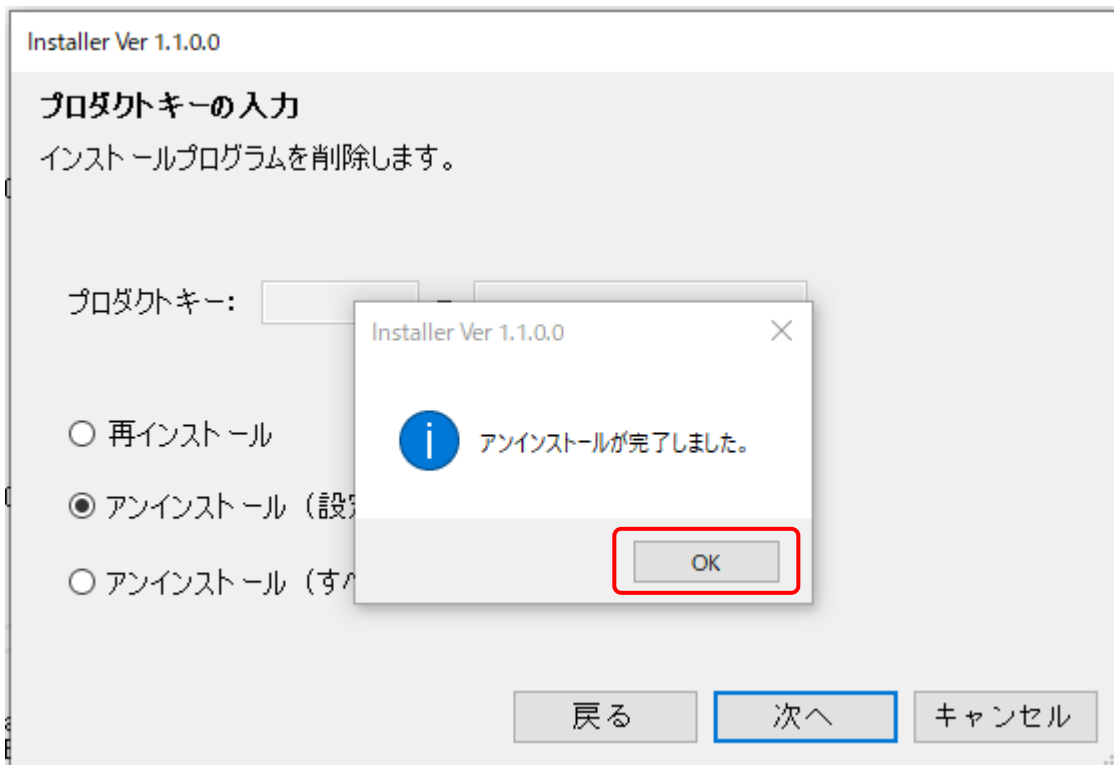 Installer Ver 1.1.0.0
プロダクトキーの入力
インストールプログラムを削除します。
プロダクトキー:
-
Installer Ver 1.1.0.0
アンインストールが完了しました。
OK
再インストール
アンインストール（設
アンインストール（すべ
戻る
次へ
キャンセル